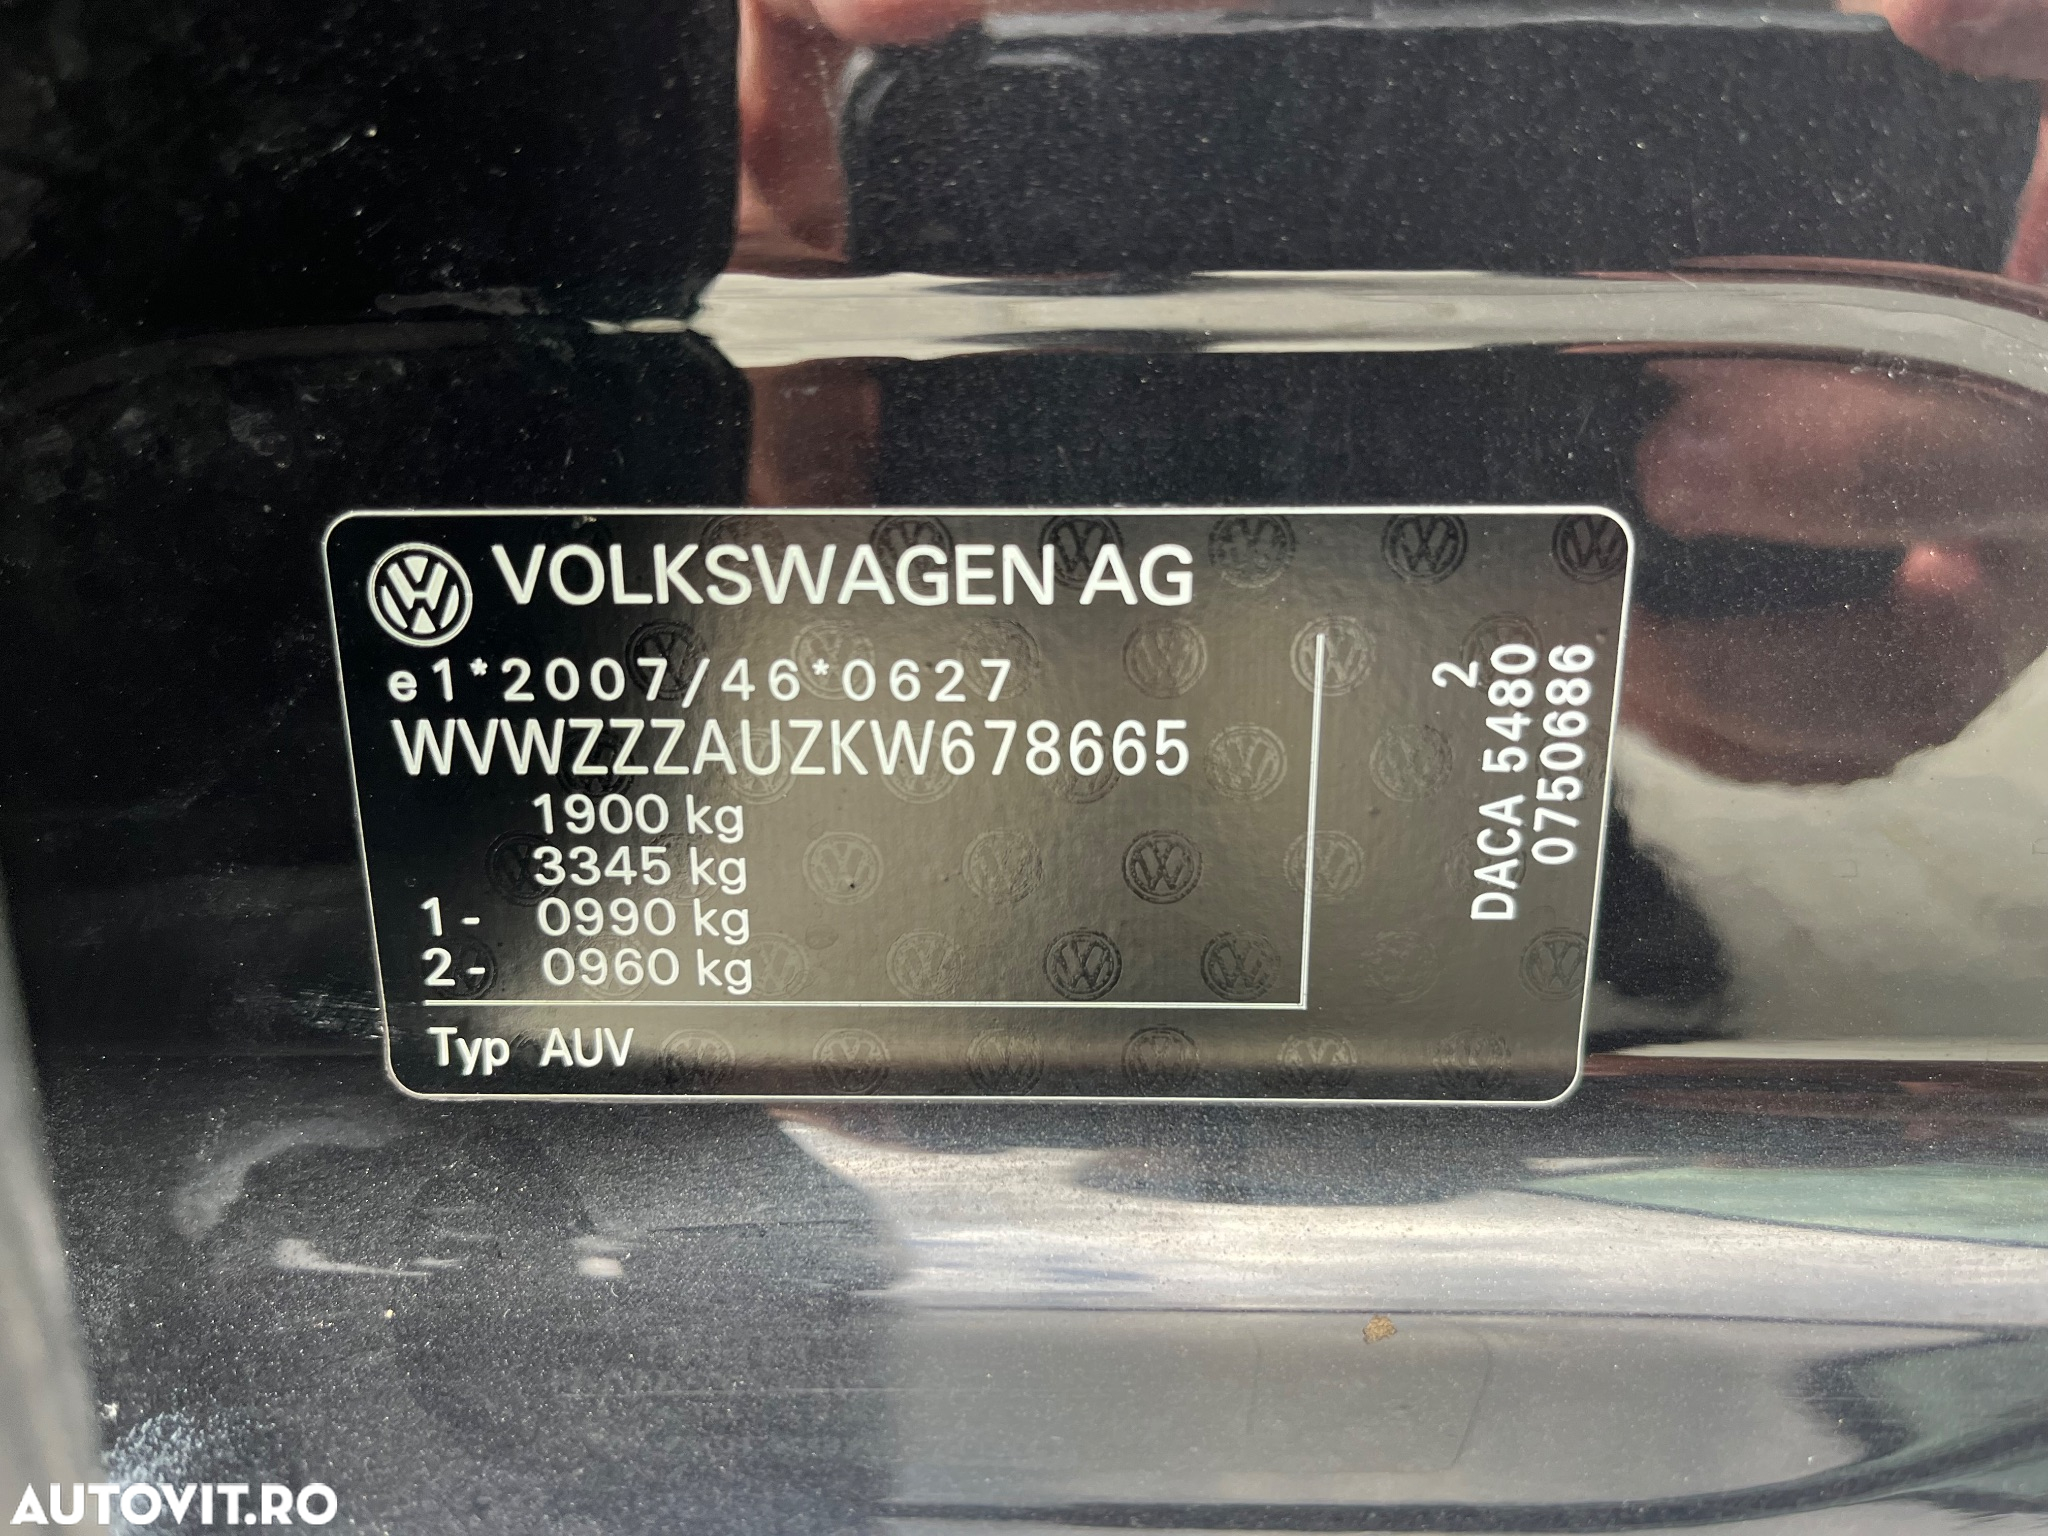 VOLKSWAGEN AG
e1*2007/46*0627
WVWZZZAUZKW678665
1900 kg
3345 kg
1- 0990 kg
2- 0960 kg
Typ AUV
2
DACA 5480
0750686
AUTOVIT.RO